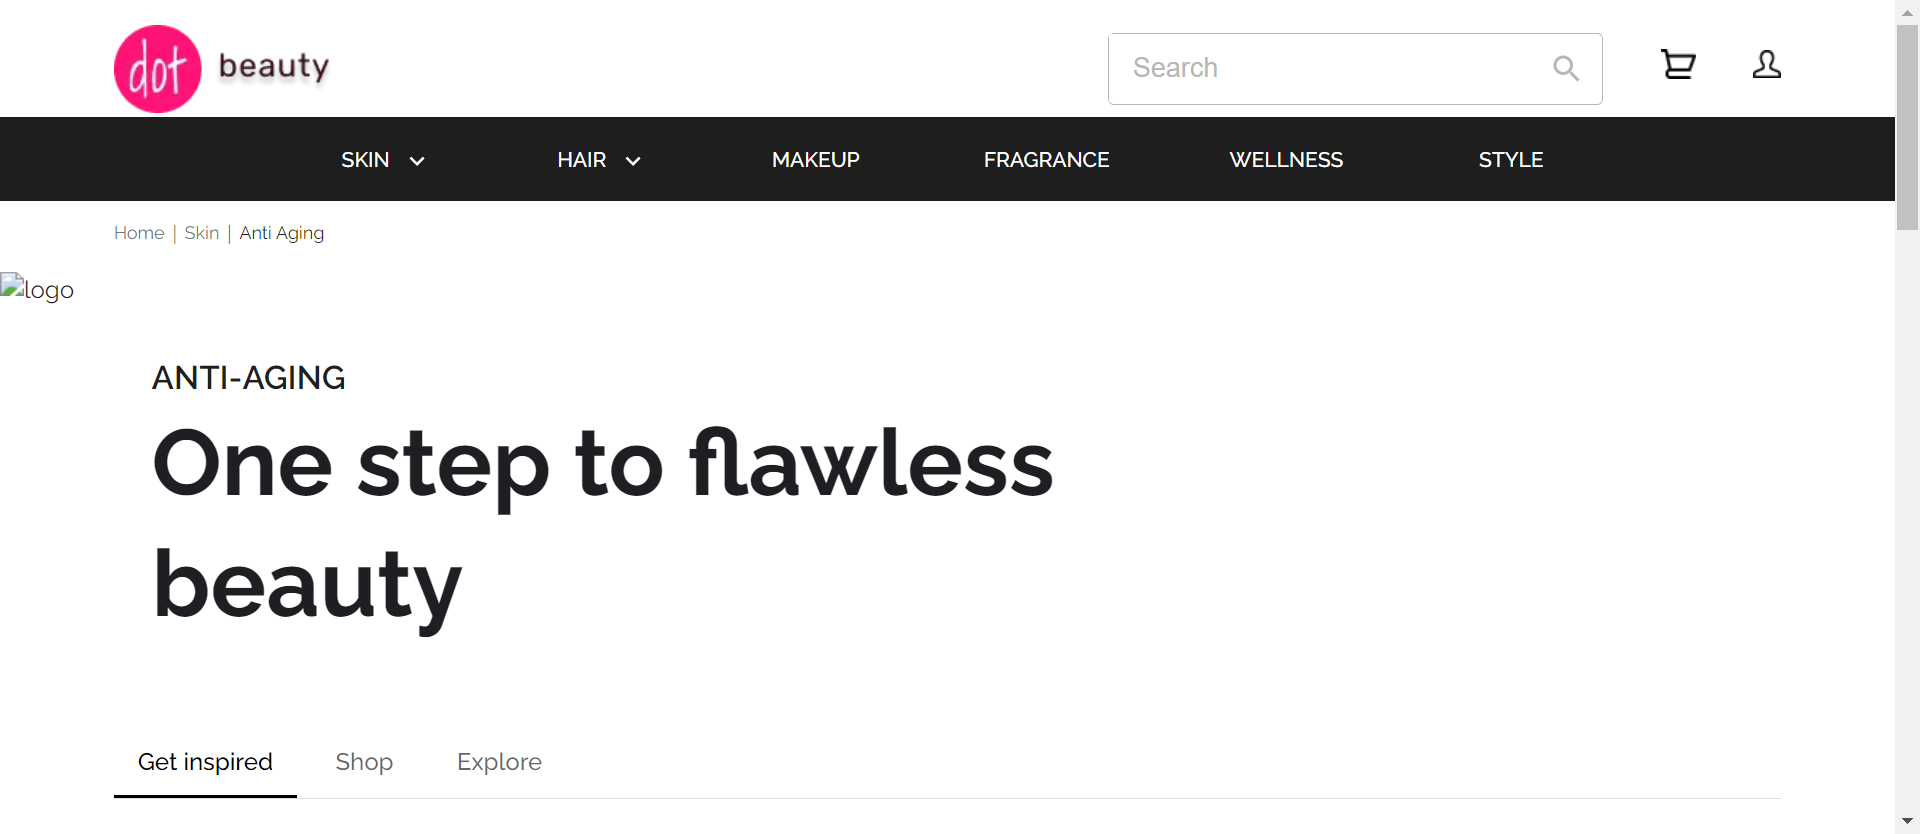 dot beauty
Search
SKIN HAIR MAKEUP FRAGRANCE WELLNESS STYLE
Home | Skin | Anti Aging
logo
ANTI-AGING
One step to flawless
beauty
Get inspired Shop Explore